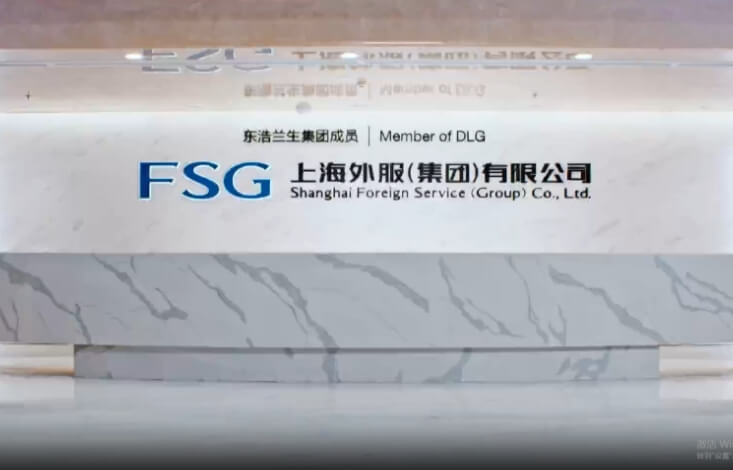 东浩兰生集团成员 | Member of DLG
FSG 上海外服(集团)有限公司
Shanghai Foreign Service (Group) Co., Ltd.